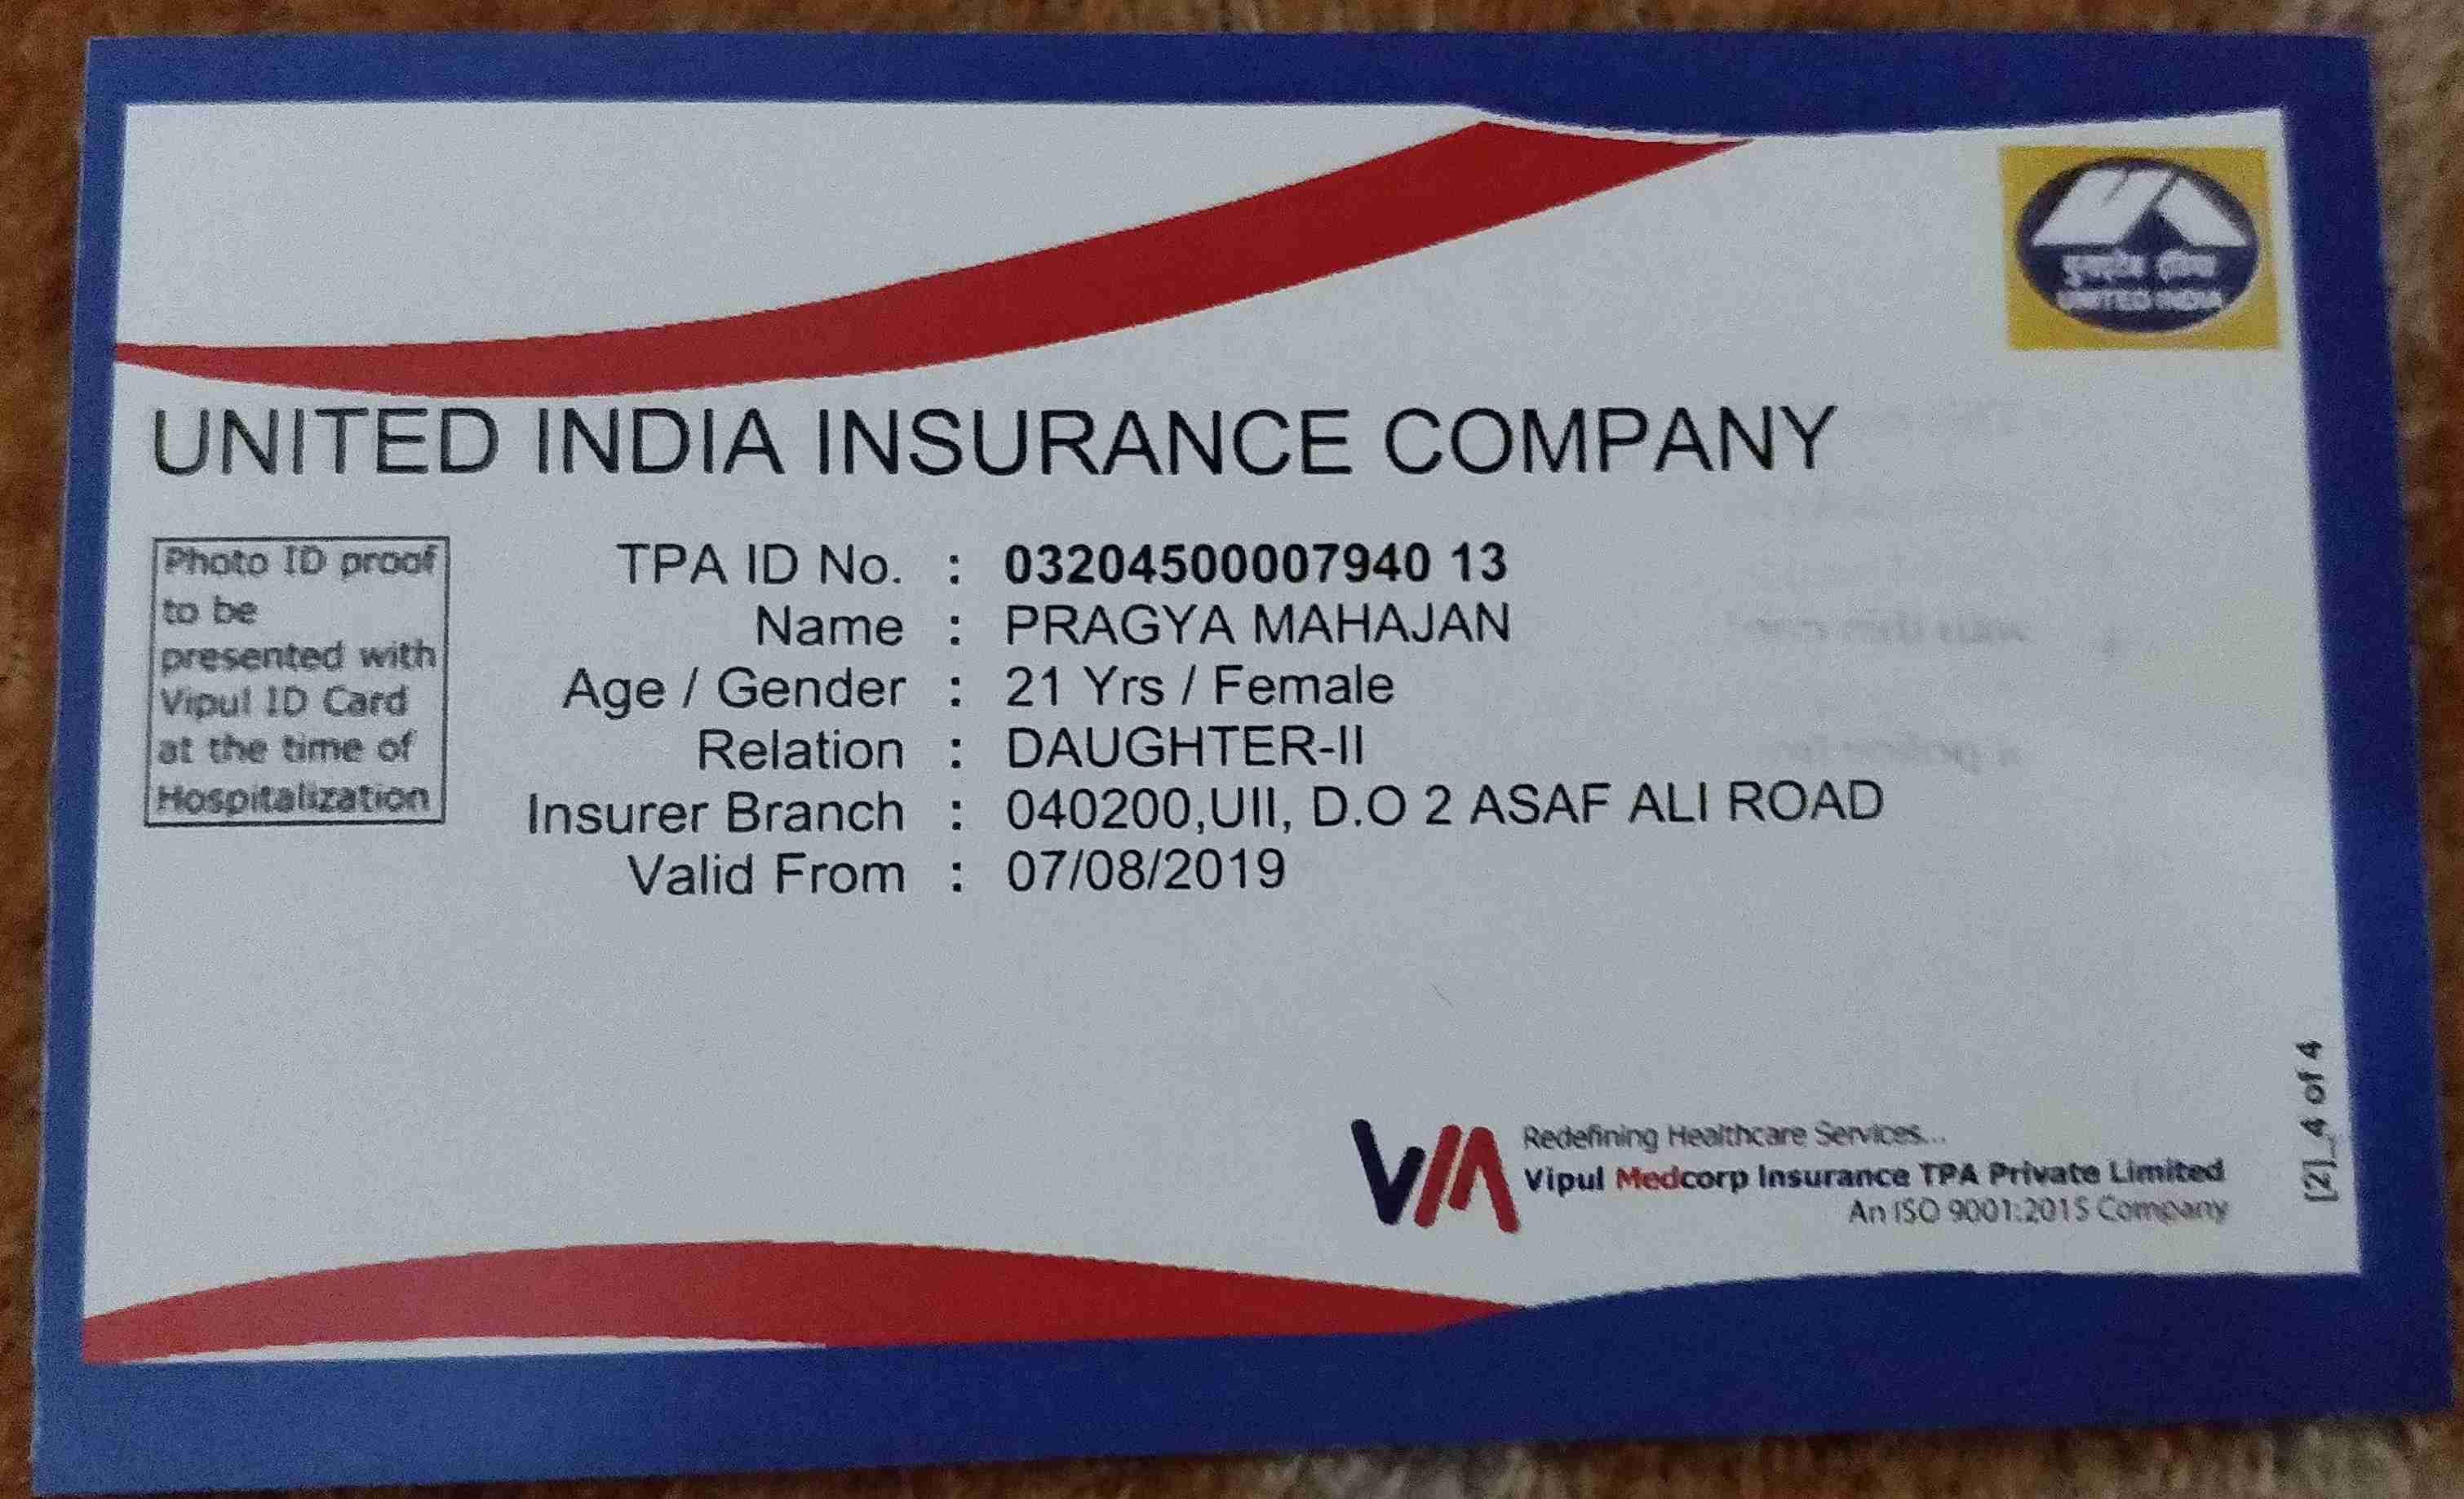 UNITED INDIA
UNITED INDIA INSURANCE COMPANY
Photo ID proof
to be
presented with
Vipul ID Card
at the time of
Hospitalization
TPA ID No. : 03204500007940 13
Name : PRAGYA MAHAJAN
Age / Gender : 21 Yrs / Female
Relation : DAUGHTER-II
Insurer Branch : 040200,UII, D.O 2 ASAF ALI ROAD
Valid From : 07/08/2019
Redefining Healthcare Services...
Vipul Medcorp Insurance TPA Private Limited
An ISO 9001:2015 Company
[2]_4 of 4